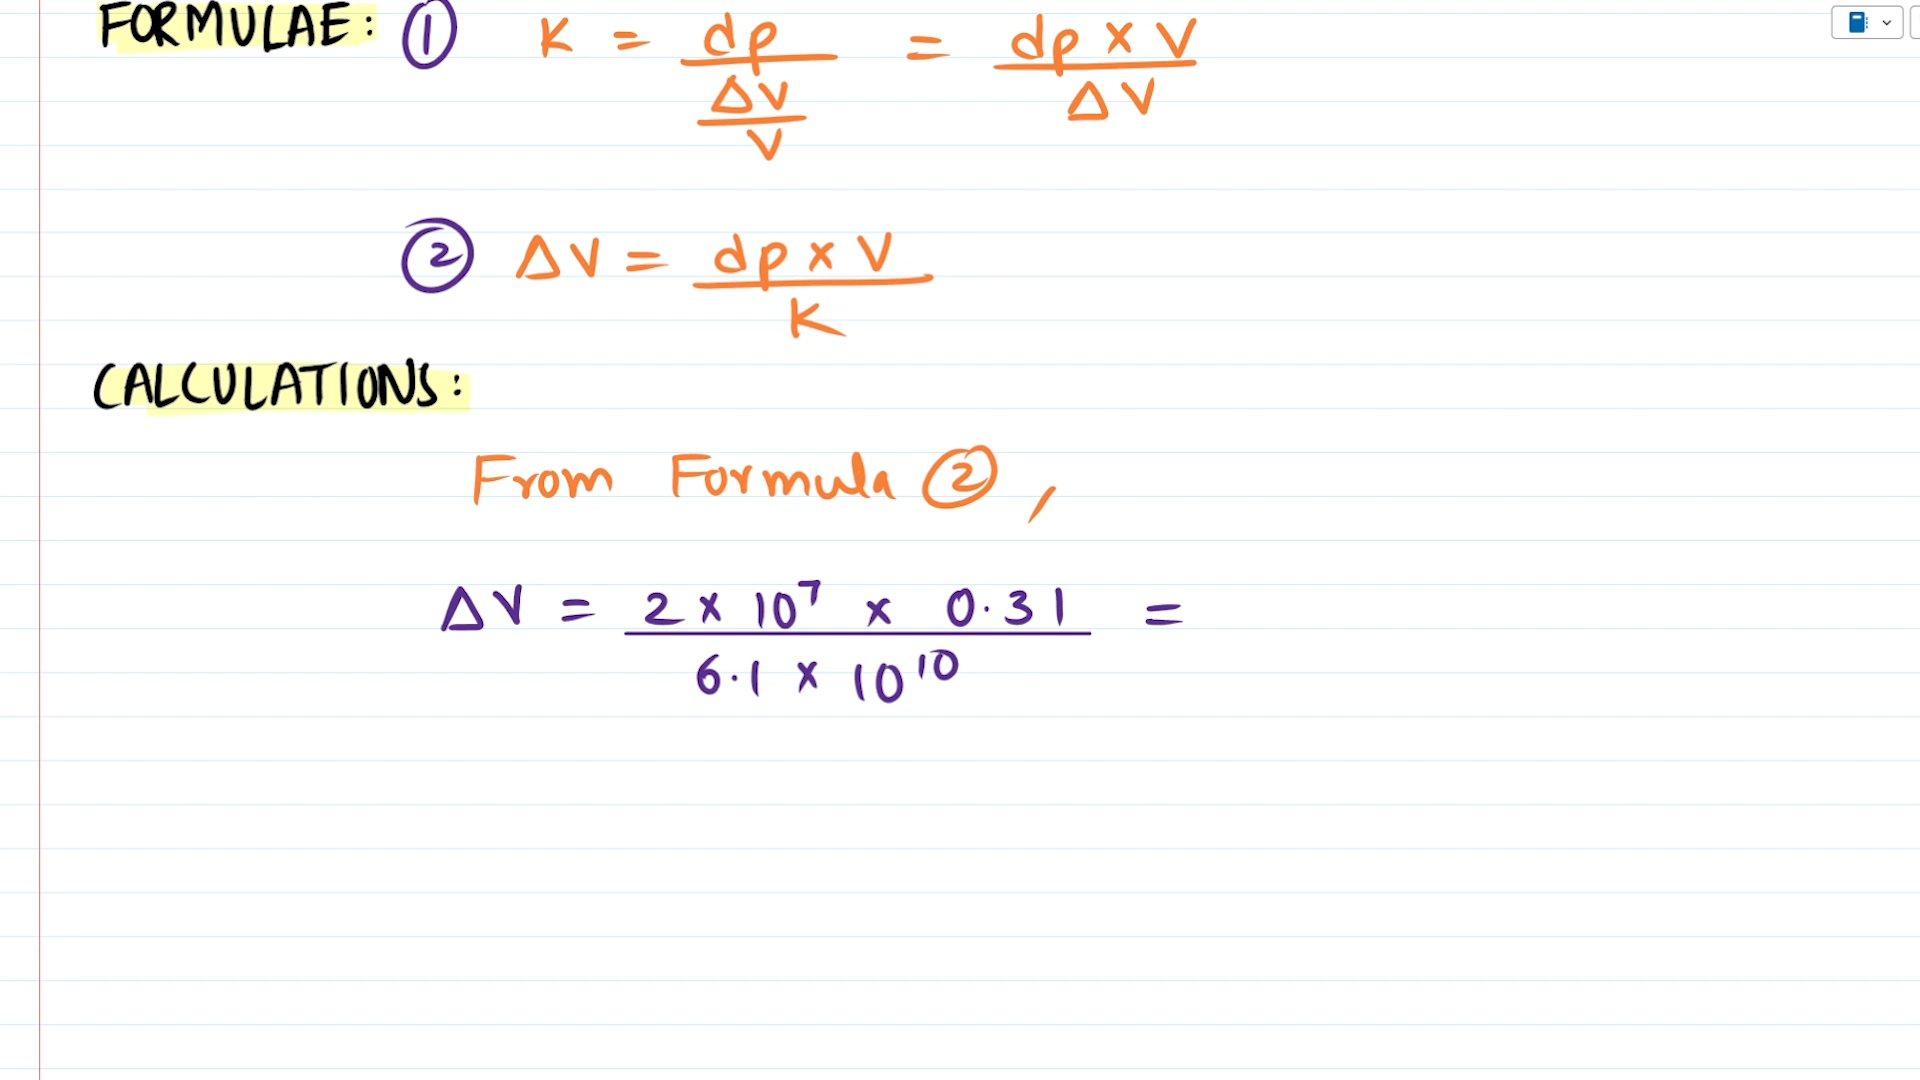 FORMULAE: ① K = dp / (ΔV / V) = dp × V / ΔV
② ΔV = dp × V / K
CALCULATIONS:
From Formula ②,
ΔV = 2 × 10⁷ × 0.31 / 6.1 × 10¹⁰ =